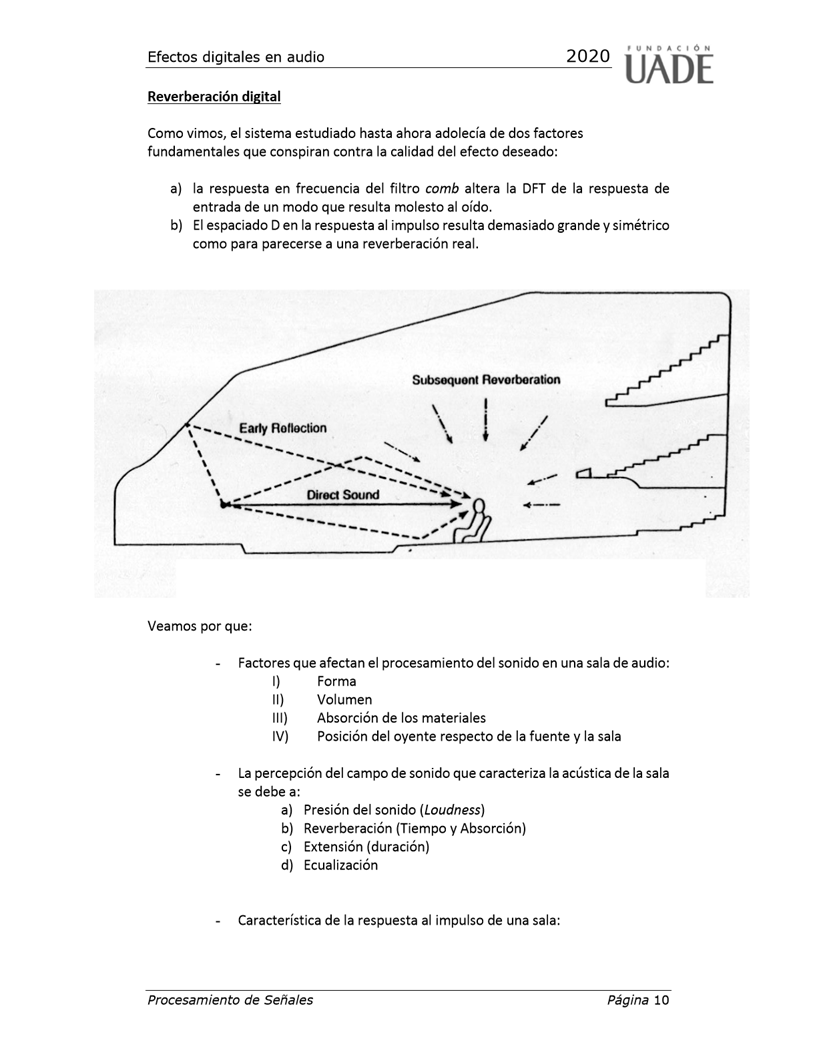 Efectos digitales en audio 2020 FUNDACIÓN
UADE
Reverberación digital
Como vimos, el sistema estudiado hasta ahora adolecía de dos factores
fundamentales que conspiran contra la calidad del efecto deseado:
a) la respuesta en frecuencia del filtro comb altera la DFT de la respuesta de
entrada de un modo que resulta molesto al oído.
b) El espaciado D en la respuesta al impulso resulta demasiado grande y simétrico
como para parecerse a una reverberación real.
Subsequent Reverberation
Early Reflection
Direct Sound
Veamos por que:
- Factores que afectan el procesamiento del sonido en una sala de audio:
I) Forma
II) Volumen
III) Absorción de los materiales
IV) Posición del oyente respecto de la fuente y la sala
- La percepción del campo de sonido que caracteriza la acústica de la sala
se debe a:
a) Presión del sonido (Loudness)
b) Reverberación (Tiempo y Absorción)
c) Extensión (duración)
d) Ecualización
- Característica de la respuesta al impulso de una sala:
Procesamiento de Señales Página 10